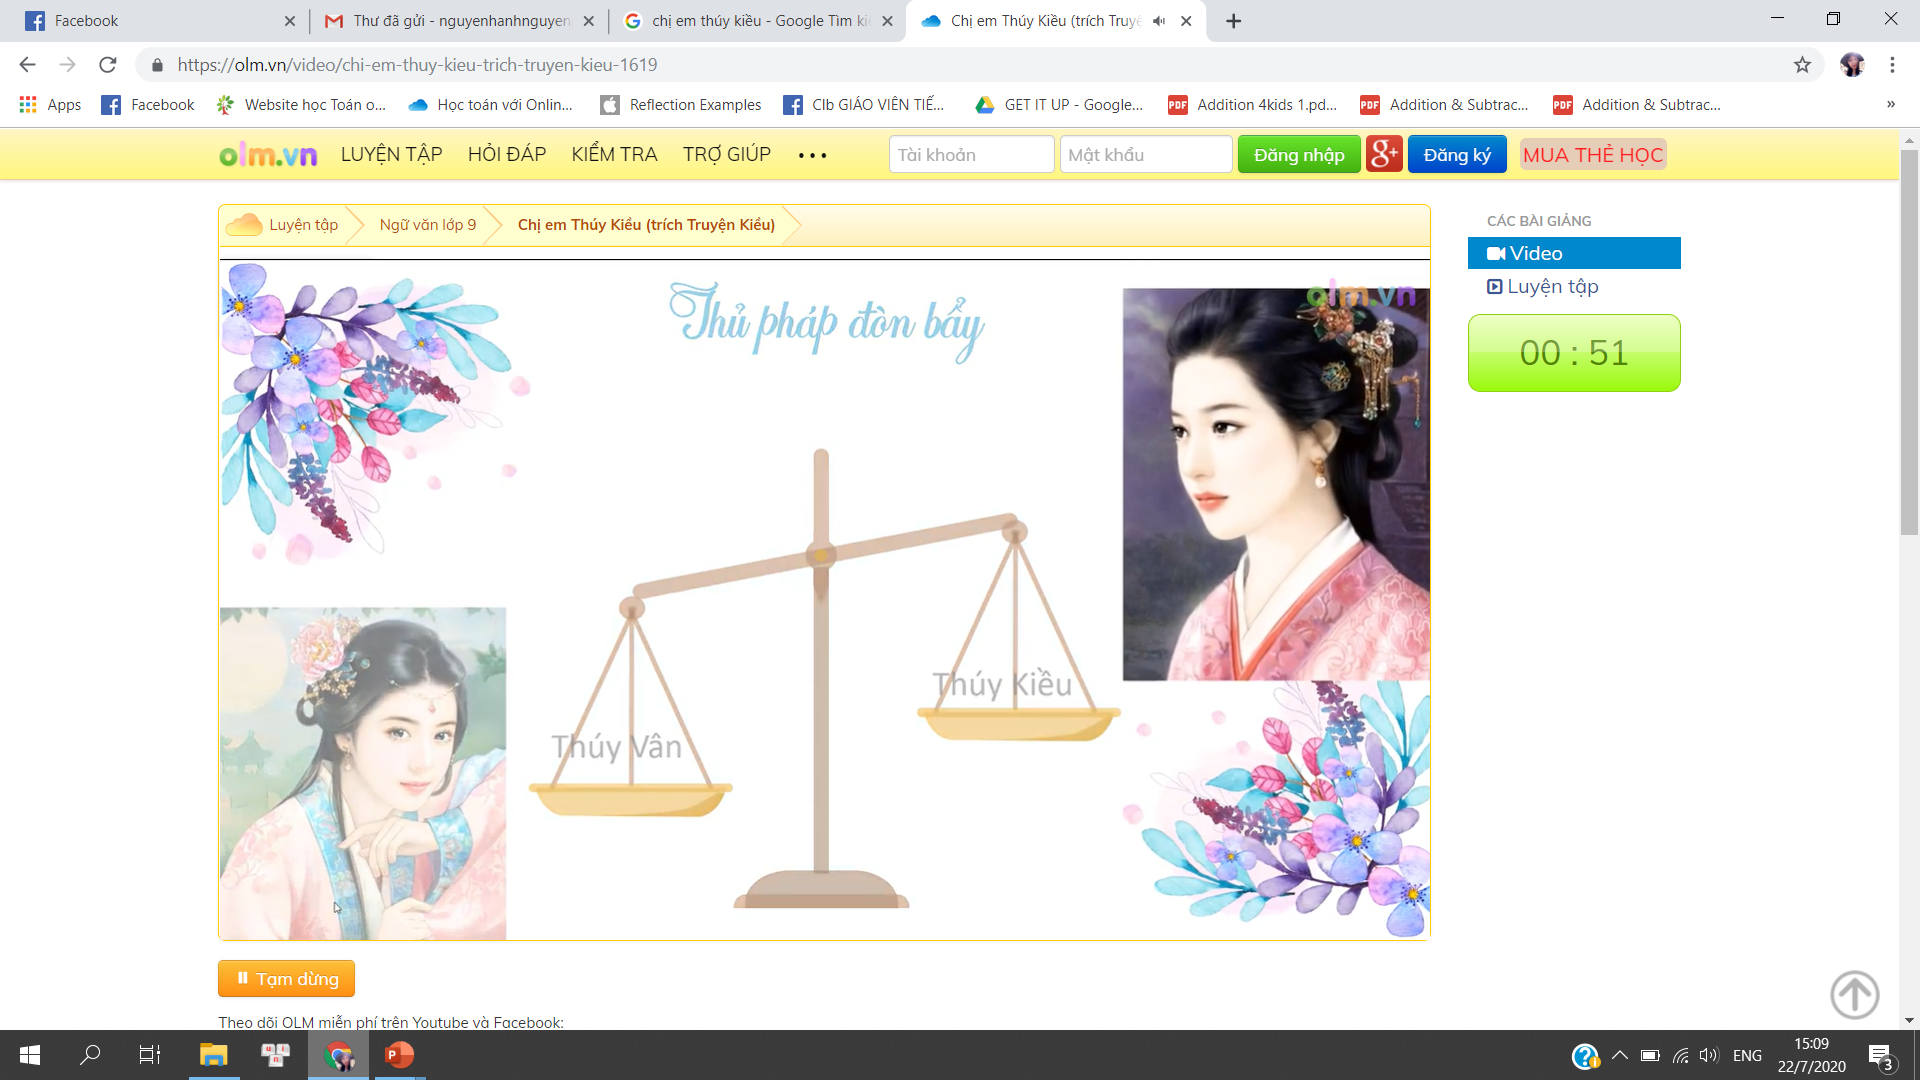 Facebook
Thư đã gửi - nguyenhanhnguyen
chị em thúy kiều - Google Tìm ki
Chị em Thúy Kiều (trích Truyệ
https://olm.vn/video/chi-em-thuy-kieu-trich-truyen-kieu-1619
Apps Facebook Website học Toán o... Học toán với Onlin... Reflection Examples Clb GIÁO VIÊN TIẾ... GET IT UP - Google... PDF Addition 4kids 1.pd... PDF Addition & Subtrac... PDF Addition & Subtrac... »
olm.vn LUYỆN TẬP HỎI ĐÁP KIỂM TRA TRỢ GIÚP ••• Tài khoản Mật khẩu Đăng nhập g+ Đăng ký MUA THẺ HỌC
Luyện tập Ngữ văn lớp 9 Chị em Thúy Kiều (trích Truyện Kiều)
CÁC BÀI GIẢNG
Video
Luyện tập
00 : 51
olm.vn
Thủ pháp đòn bẩy
Thúy Kiều
Thúy Vân
Tạm dừng
Theo dõi OLM miễn phí trên Youtube và Facebook:
ENG
15:09
22/7/2020
3